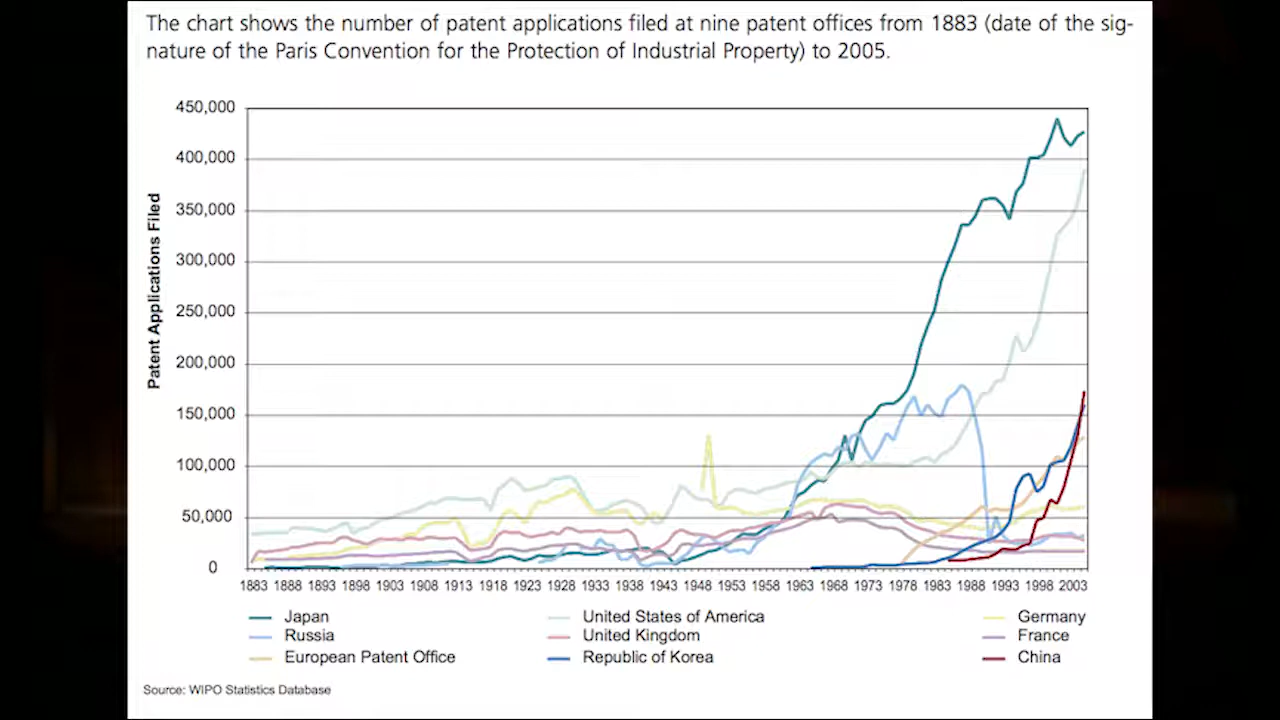 The chart shows the number of patent applications filed at nine patent offices from 1883 (date of the sig-
nature of the Paris Convention for the Protection of Industrial Property) to 2005.
450,000
400,000
350,000
300,000
250,000
200,000
150,000
100,000
50,000
0
Patent Applications Filed
1883 1888 1893 1898 1903 1908 1913 1918 1923 1928 1933 1938 1943 1948 1953 1958 1963 1968 1973 1978 1983 1988 1993 1998 2003
Japan United States of America Germany
Russia United Kingdom France
European Patent Office Republic of Korea China
Source: WIPO Statistics Database